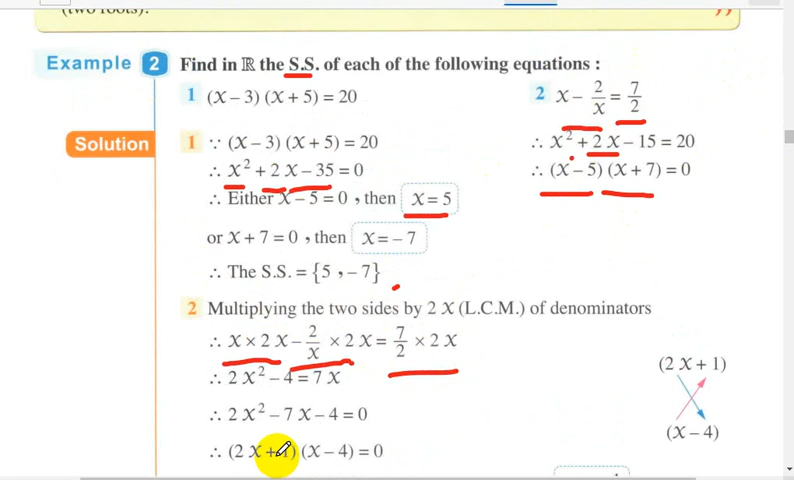 (two roots).
Example 2 Find in ℝ the S.S. of each of the following equations :
1 (X – 3) (X + 5) = 20 2 X – 2/X = 7/2
Solution
1 ∵ (X – 3) (X + 5) = 20 ∴ X² + 2 X – 15 = 20
∴ X² + 2 X – 35 = 0 ∴ (X – 5) (X + 7) = 0
∴ Either X – 5 = 0 , then X = 5
or X + 7 = 0 , then X = – 7
∴ The S.S. = {5 , – 7}
2 Multiplying the two sides by 2 X (L.C.M.) of denominators
∴ X × 2 X – 2/X × 2 X = 7/2 × 2 X
∴ 2 X² – 4 = 7 X
(2 X + 1)
∴ 2 X² – 7 X – 4 = 0
(X – 4)
∴ (2 X + 1) (X – 4) = 0